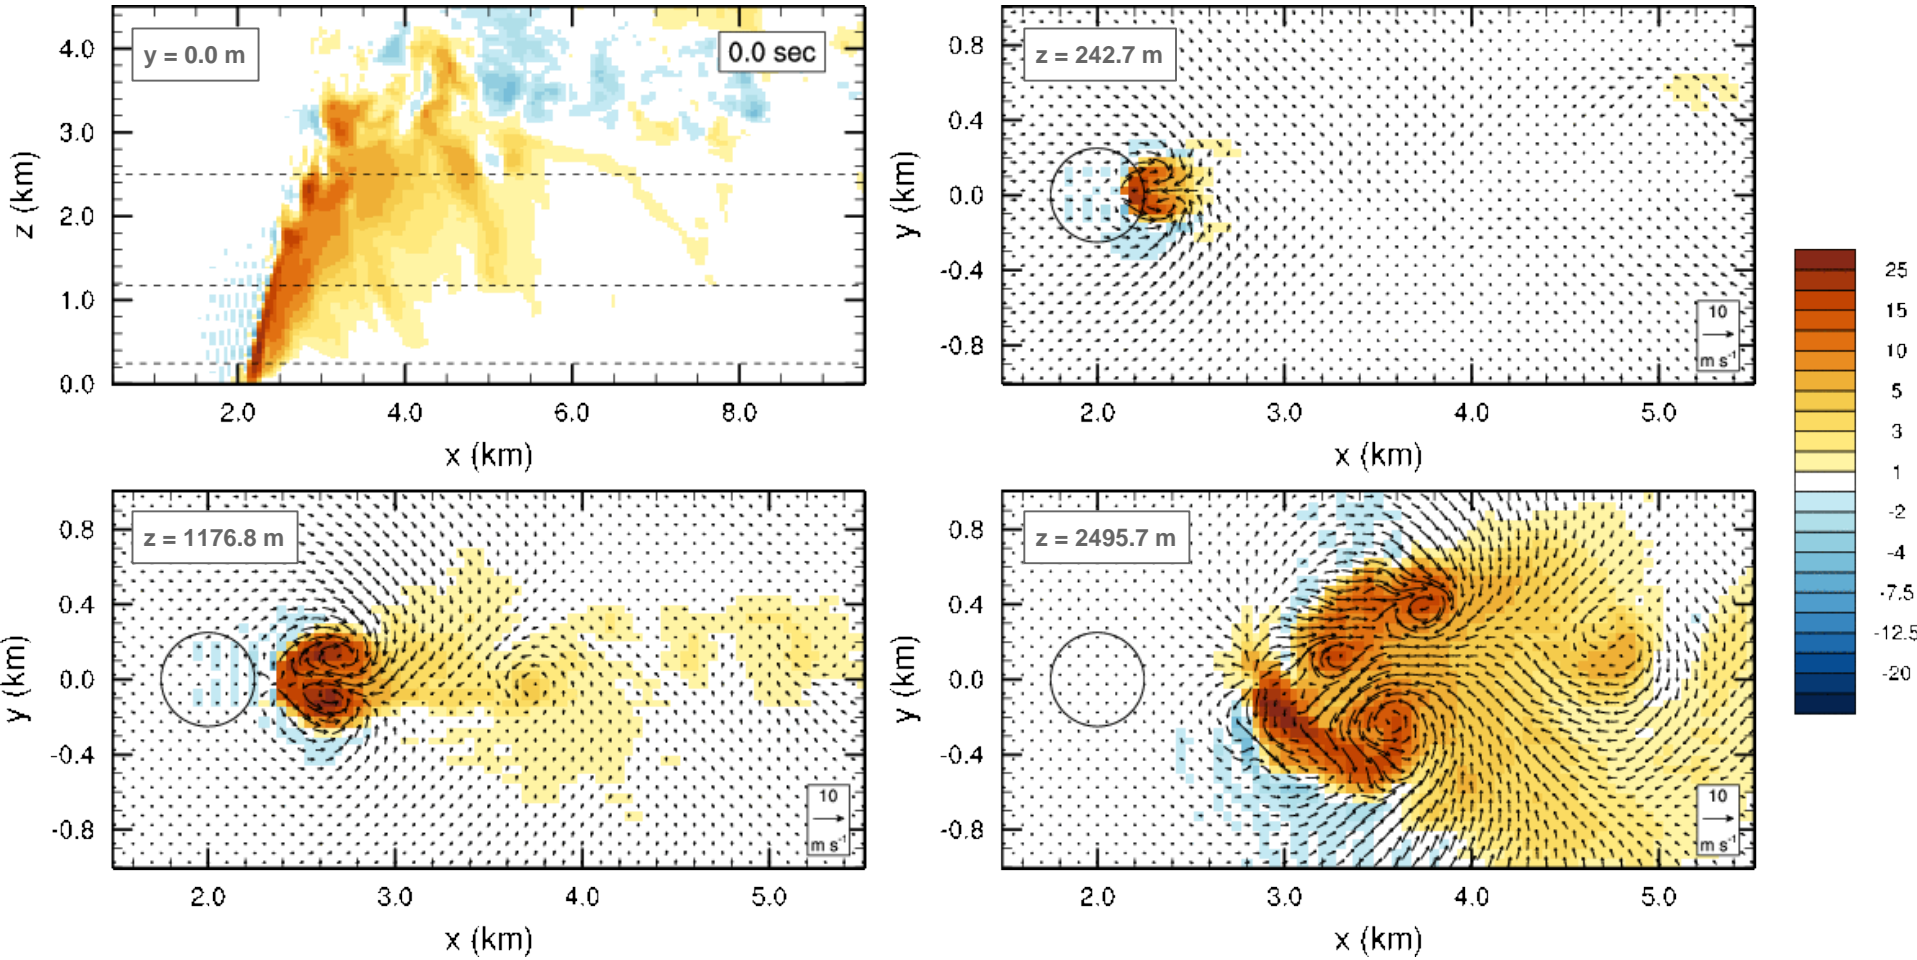 y = 0.0 m
0.0 sec
4.0
3.0
2.0
1.0
0.0
z (km)
2.0 4.0 6.0 8.0
x (km)
z = 242.7 m
0.8
0.4
0.0
-0.4
-0.8
y (km)
10
m s⁻¹
2.0 3.0 4.0 5.0
x (km)
25
15
10
5
3
1
-2
-4
-7.5
-12.5
-20
z = 1176.8 m
0.8
0.4
0.0
-0.4
-0.8
y (km)
10
m s⁻¹
2.0 3.0 4.0 5.0
x (km)
z = 2495.7 m
0.8
0.4
0.0
-0.4
-0.8
y (km)
10
m s⁻¹
2.0 3.0 4.0 5.0
x (km)